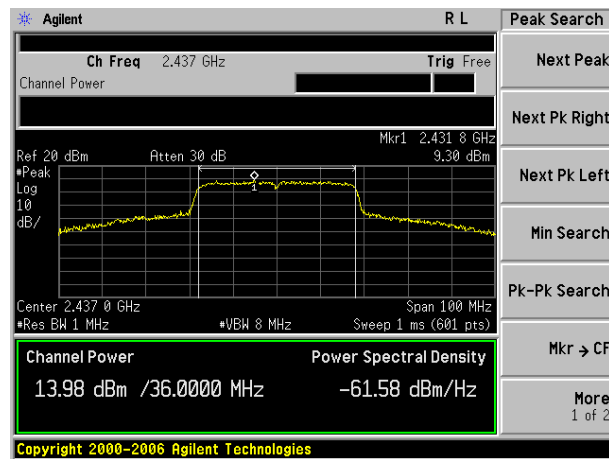 Agilent R L Peak Search
Ch Freq 2.437 GHz Trig Free
Channel Power
Next Peak
Next Pk Right
Mkr1 2.431 8 GHz
Ref 20 dBm Atten 30 dB 9.30 dBm
#Peak
Log
10
dB/
1
Next Pk Left
Min Search
Pk-Pk Search
Center 2.437 0 GHz Span 100 MHz
#Res BW 1 MHz #VBW 8 MHz Sweep 1 ms (601 pts)
Channel Power Power Spectral Density
13.98 dBm /36.0000 MHz -61.58 dBm/Hz
Mkr → CF
More
1 of 2
Copyright 2000-2006 Agilent Technologies